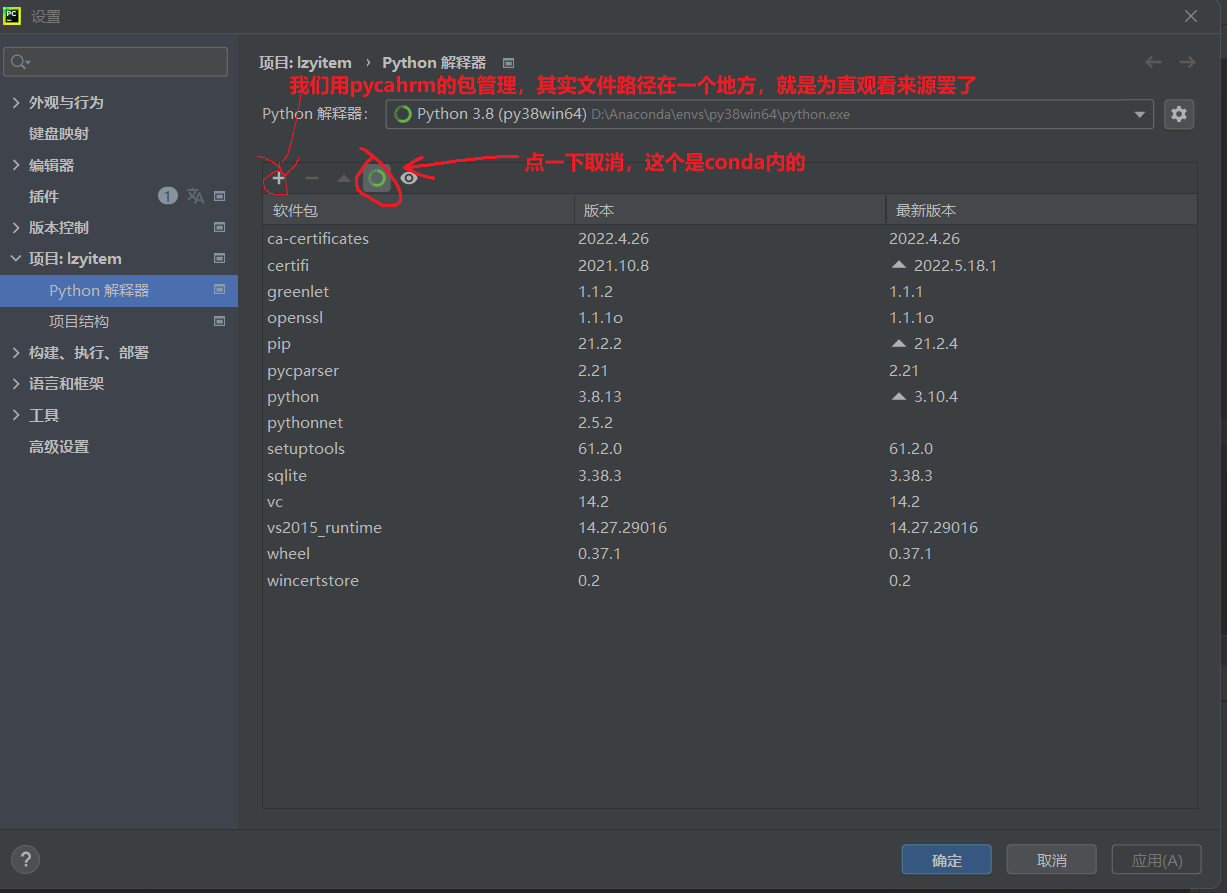 PC 设置
项目: lzyitem › Python 解释器
我们用pycahrm的包管理，其实文件路径在一个地方，就是为直观看来源罢了
Python 解释器: Python 3.8 (py38win64) D:\Anaconda\envs\py38win64\python.exe
点一下取消，这个是conda内的
外观与行为
键盘映射
编辑器
插件 1
版本控制
项目: lzyitem
Python 解释器
项目结构
构建、执行、部署
语言和框架
工具
高级设置
软件包 版本 最新版本
ca-certificates 2022.4.26 2022.4.26
certifi 2021.10.8 2022.5.18.1
greenlet 1.1.2 1.1.1
openssl 1.1.1o 1.1.1o
pip 21.2.2 21.2.4
pycparser 2.21 2.21
python 3.8.13 3.10.4
pythonnet 2.5.2
setuptools 61.2.0 61.2.0
sqlite 3.38.3 3.38.3
vc 14.2 14.2
vs2015_runtime 14.27.29016 14.27.29016
wheel 0.37.1 0.37.1
wincertstore 0.2 0.2
? 确定 取消 应用(A)